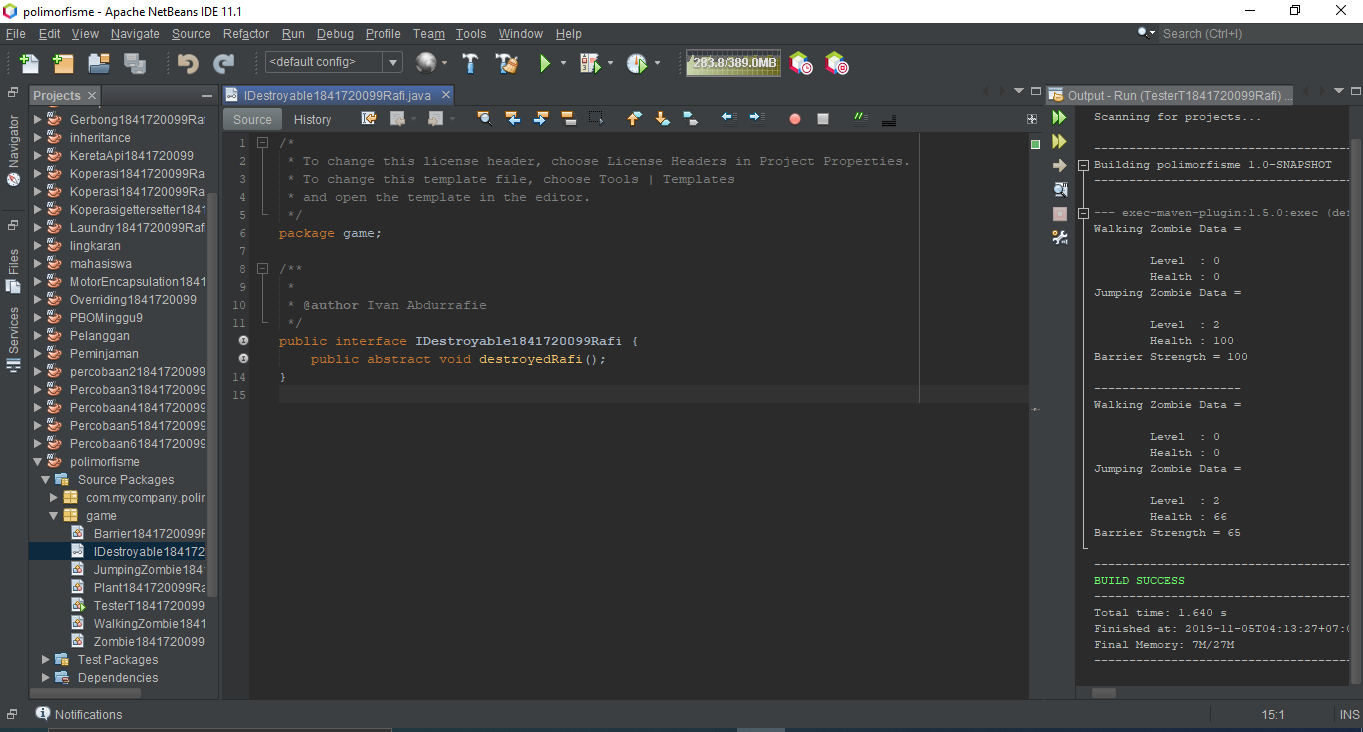 polimorfisme - Apache NetBeans IDE 11.1
File Edit View Navigate Source Refactor Run Debug Profile Team Tools Window Help
Search (Ctrl+I)
<default config>
283.8/389.0MB
Projects
Navigator
Files
Services
Gerbong1841720099Ra
inheritance
KeretaApi1841720099
Koperasi1841720099Ra
Koperasi1841720099Ra
Koperasigettersetter1841
Laundry1841720099Raf
lingkaran
mahasiswa
MotorEncapsulation1841
Overriding1841720099
PBOMinggu9
Pelanggan
Peminjaman
percobaan21841720099
Percobaan31841720099
Percobaan41841720099
Percobaan51841720099
Percobaan61841720099
polimorfisme
Source Packages
com.mycompany.polir
game
Barrier1841720099F
IDestroyable184172
JumpingZombie184
Plant1841720099Ra
TesterT1841720099
WalkingZombie1841
Zombie1841720099
Test Packages
Dependencies
IDestroyable1841720099Rafi.java
Source History
1 /*
2 * To change this license header, choose License Headers in Project Properties.
3 * To change this template file, choose Tools | Templates
4 * and open the template in the editor.
5 */
6 package game;
7
8 /**
9 *
10 * @author Ivan Abdurrafie
11 */
public interface IDestroyable1841720099Rafi {
public abstract void destroyedRafi();
14 }
15
Output - Run (TesterT1841720099Rafi) ...
Scanning for projects...
------------------------------------------------
Building polimorfisme 1.0-SNAPSHOT
------------------------------------------------
--- exec-maven-plugin:1.5.0:exec (de
Walking Zombie Data =
Level : 0
Health : 0
Jumping Zombie Data =
Level : 2
Health : 100
Barrier Strength = 100
---------------------
Walking Zombie Data =
Level : 0
Health : 0
Jumping Zombie Data =
Level : 2
Health : 66
Barrier Strength = 65
------------------------------------------------
BUILD SUCCESS
------------------------------------------------
Total time: 1.640 s
Finished at: 2019-11-05T04:13:27+07:0
Final Memory: 7M/27M
------------------------------------------------
Notifications
15:1
INS